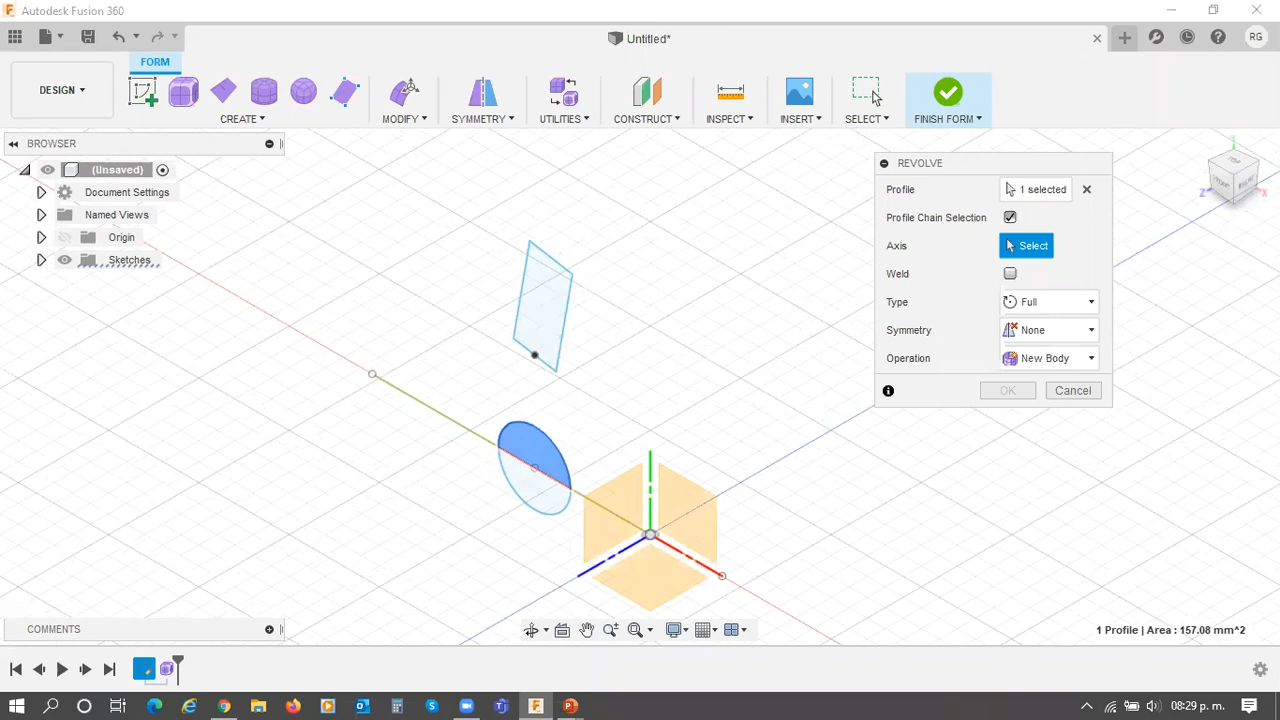 Autodesk Fusion 360
Untitled*
RG
FORM
DESIGN
CREATE
MODIFY
SYMMETRY
UTILITIES
CONSTRUCT
INSPECT
INSERT
SELECT
FINISH FORM
BROWSER
(Unsaved)
Document Settings
Named Views
Origin
Sketches
REVOLVE
Profile
1 selected
Profile Chain Selection
Axis
Select
Weld
Type
Full
Symmetry
None
Operation
New Body
OK
Cancel
TOP
FRONT
Z
X
COMMENTS
1 Profile | Area : 157.08 mm^2
08:29 p. m.